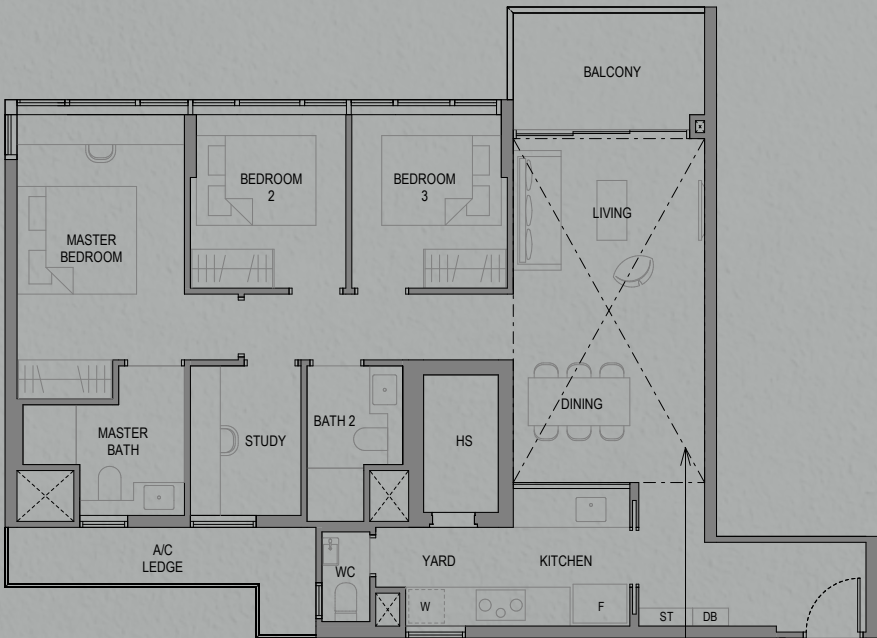 BALCONY
BEDROOM
2
BEDROOM
3
LIVING
MASTER
BEDROOM
DINING
BATH 2
MASTER
BATH
STUDY
HS
A/C
LEDGE
WC
YARD
KITCHEN
W
F
ST
DB